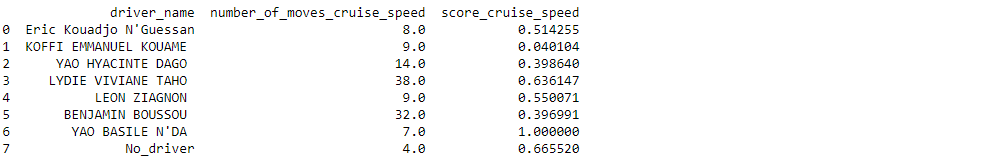 driver_name number_of_moves_cruise_speed score_cruise_speed
0 Eric Kouadjo N'Guessan 8.0 0.514255
1 KOFFI EMMANUEL KOUAME 9.0 0.040104
2 YAO HYACINTE DAGO 14.0 0.398640
3 LYDIE VIVIANE TAHO 38.0 0.636147
4 LEON ZIAGNON 9.0 0.550071
5 BENJAMIN BOUSSOU 32.0 0.396991
6 YAO BASILE N'DA 7.0 1.000000
7 No_driver 4.0 0.665520